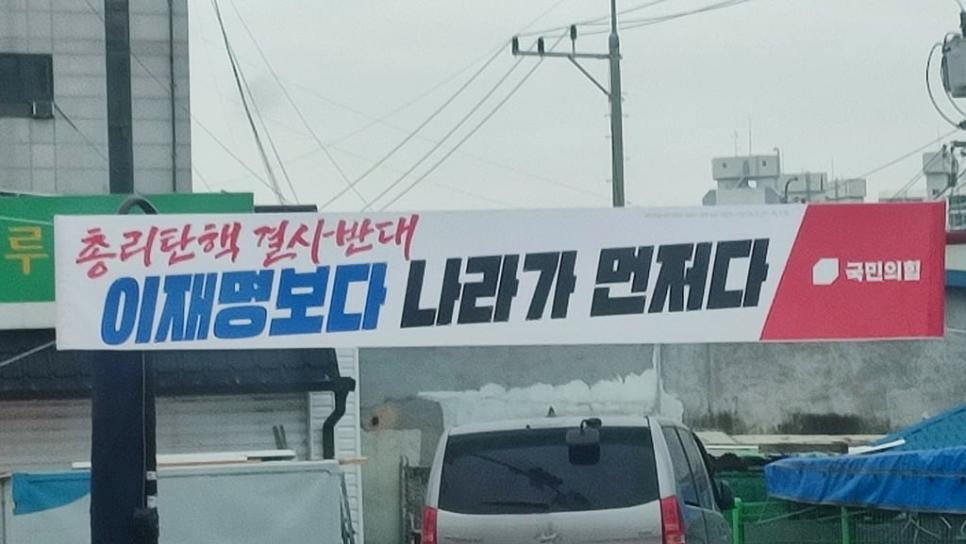 루
총리탄핵 결사반대
이재명보다 나라가 먼저다
국민의힘